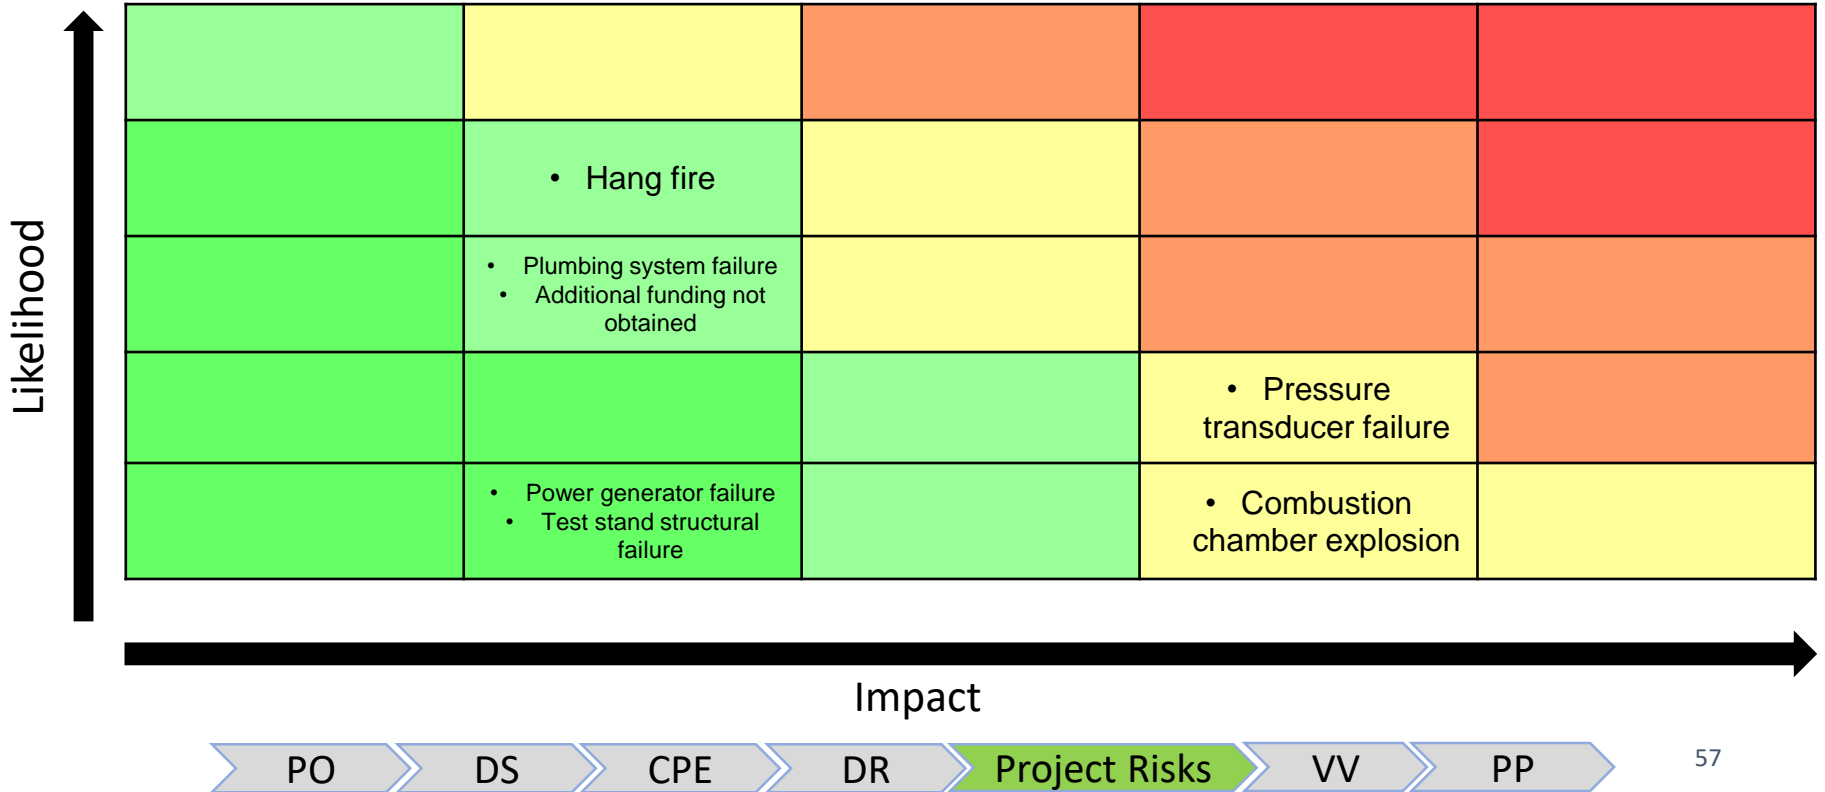 Likelihood
• Hang fire
• Plumbing system failure
• Additional funding not
obtained
• Pressure
transducer failure
• Power generator failure
• Test stand structural
failure
• Combustion
chamber explosion
Impact
PO
DS
CPE
DR
Project Risks
VV
PP
57